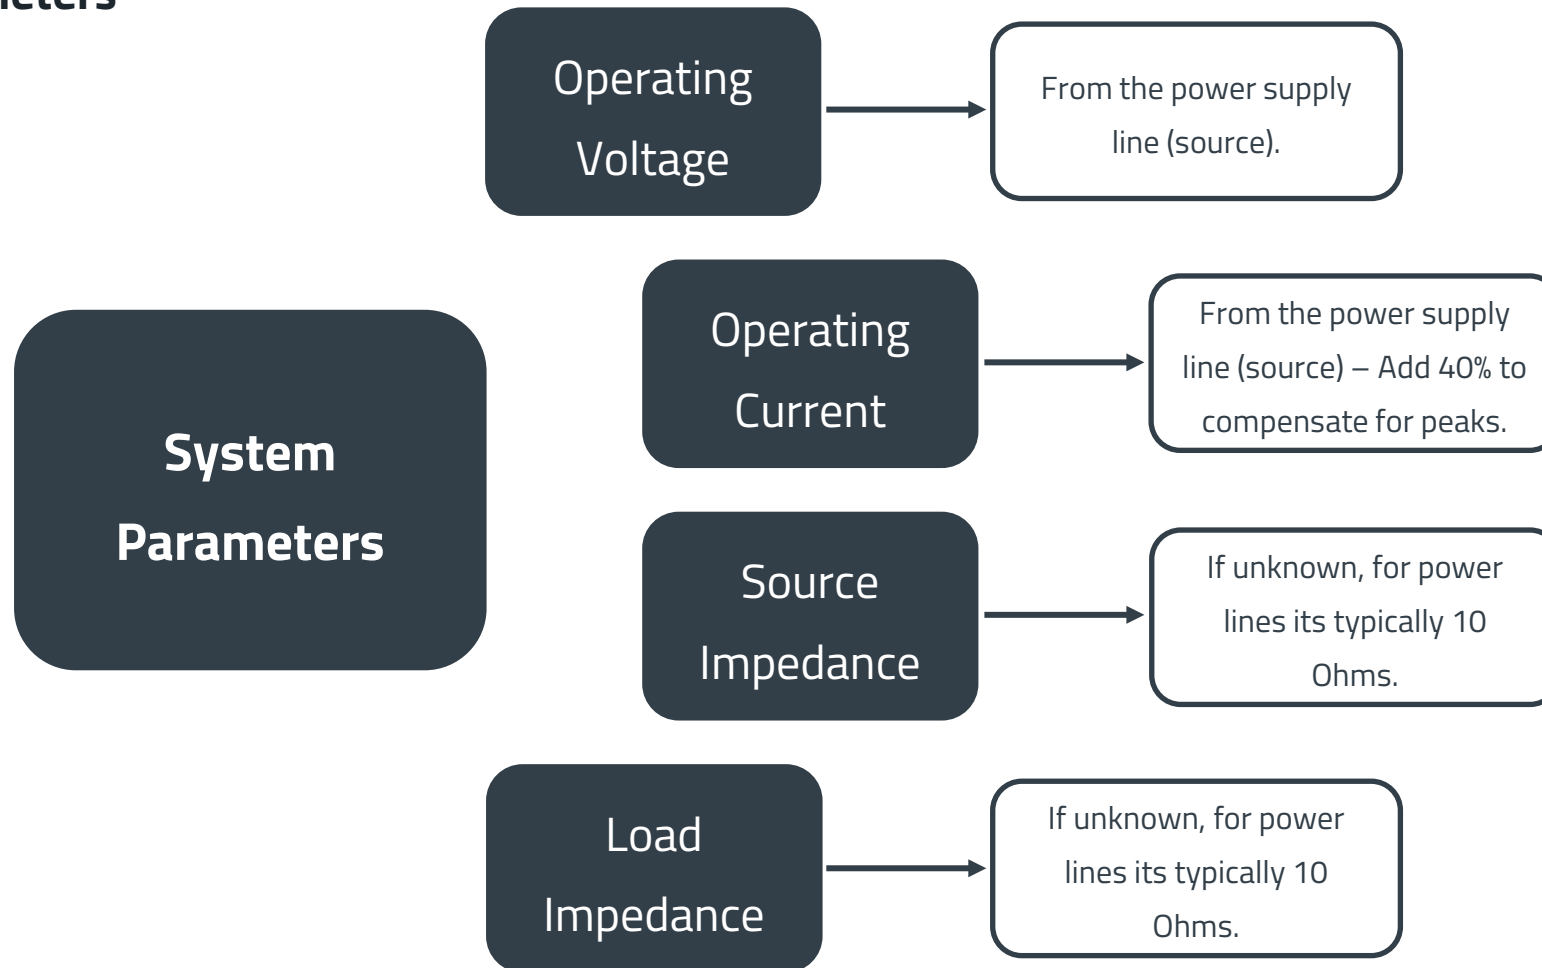 Operating
Voltage
From the power supply
line (source).
Operating
Current
From the power supply
line (source) – Add 40% to
compensate for peaks.
System
Parameters
Source
Impedance
If unknown, for power
lines its typically 10
Ohms.
Load
Impedance
If unknown, for power
lines its typically 10
Ohms.